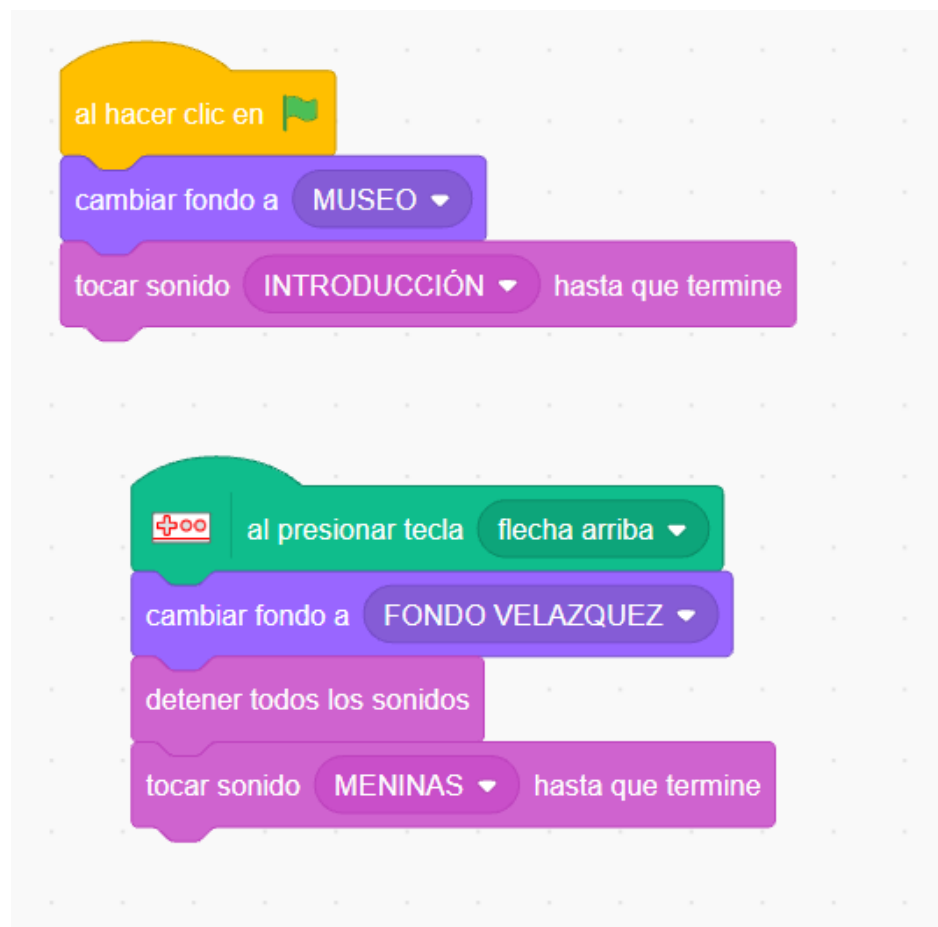 al hacer clic en
cambiar fondo a MUSEO
tocar sonido INTRODUCCIÓN hasta que termine
al presionar tecla flecha arriba
cambiar fondo a FONDO VELAZQUEZ
detener todos los sonidos
tocar sonido MENINAS hasta que termine